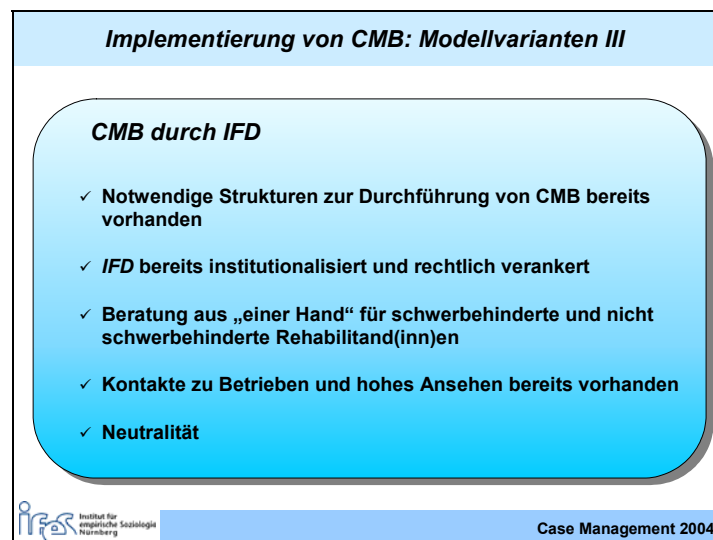 Implementierung von CMB: Modellvarianten III
CMB durch IFD
✓ Notwendige Strukturen zur Durchführung von CMB bereits
vorhanden
✓ IFD bereits institutionalisiert und rechtlich verankert
✓ Beratung aus „einer Hand“ für schwerbehinderte und nicht
schwerbehinderte Rehabilitand(inn)en
✓ Kontakte zu Betrieben und hohes Ansehen bereits vorhanden
✓ Neutralität
ifes Institut für
empirische Soziologie
Nürnberg
Case Management 2004